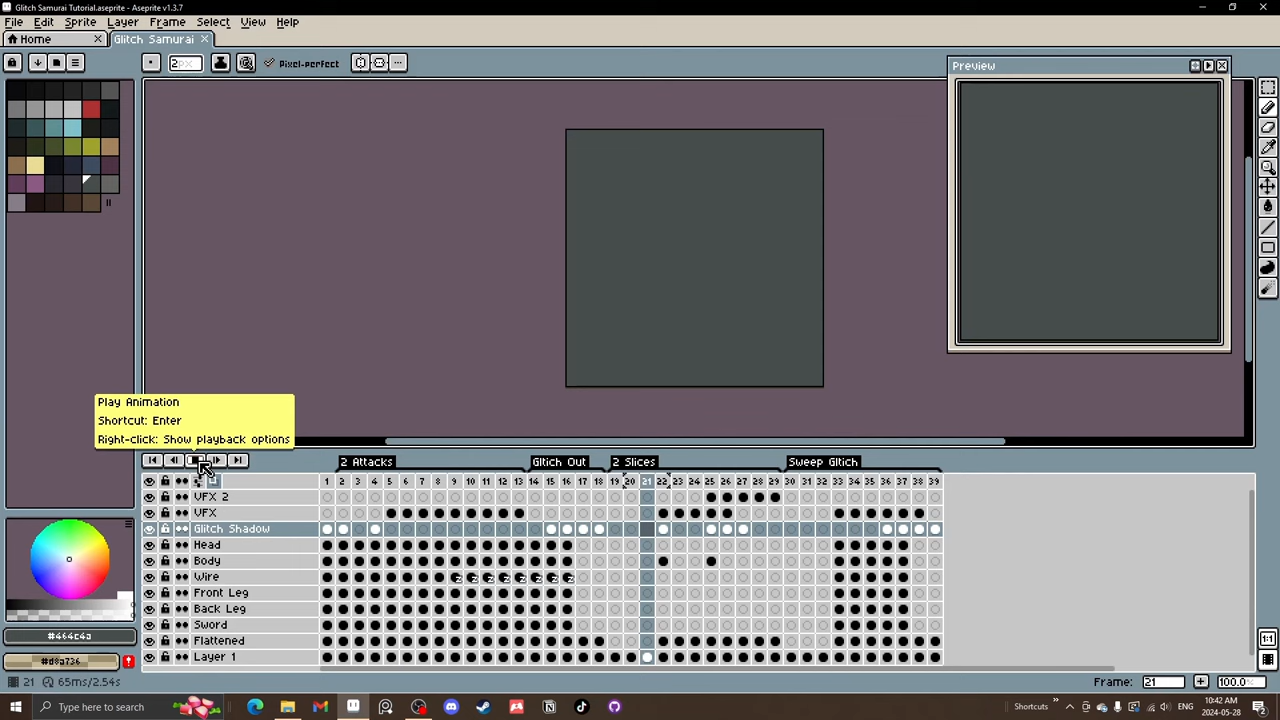 Glitch Samurai Tutorial.aseprite - Aseprite v1.3.7
File Edit Sprite Layer Frame Select View Help
Home Glitch Samurai
2px Pixel-perfect
Preview
Play Animation
Shortcut: Enter
Right-click: Show playback options
2 Attacks Glitch Out 2 Slices Sweep Glitch
1 2 3 4 5 6 7 8 9 10 11 12 13 14 15 16 17 18 19 20 21 22 23 24 25 26 27 28 29 30 31 32 33 34 35 36 37 38 39
VFX 2
VFX
Glitch Shadow
Head
Body
Wire
Front Leg
Back Leg
Sword
Flattened
Layer 1
#464c4a
#d8a736
1:1
21 65ms/2.54s
Frame: 21 100.0%
Type here to search
Shortcuts
10:42 AM
2024-05-28
2